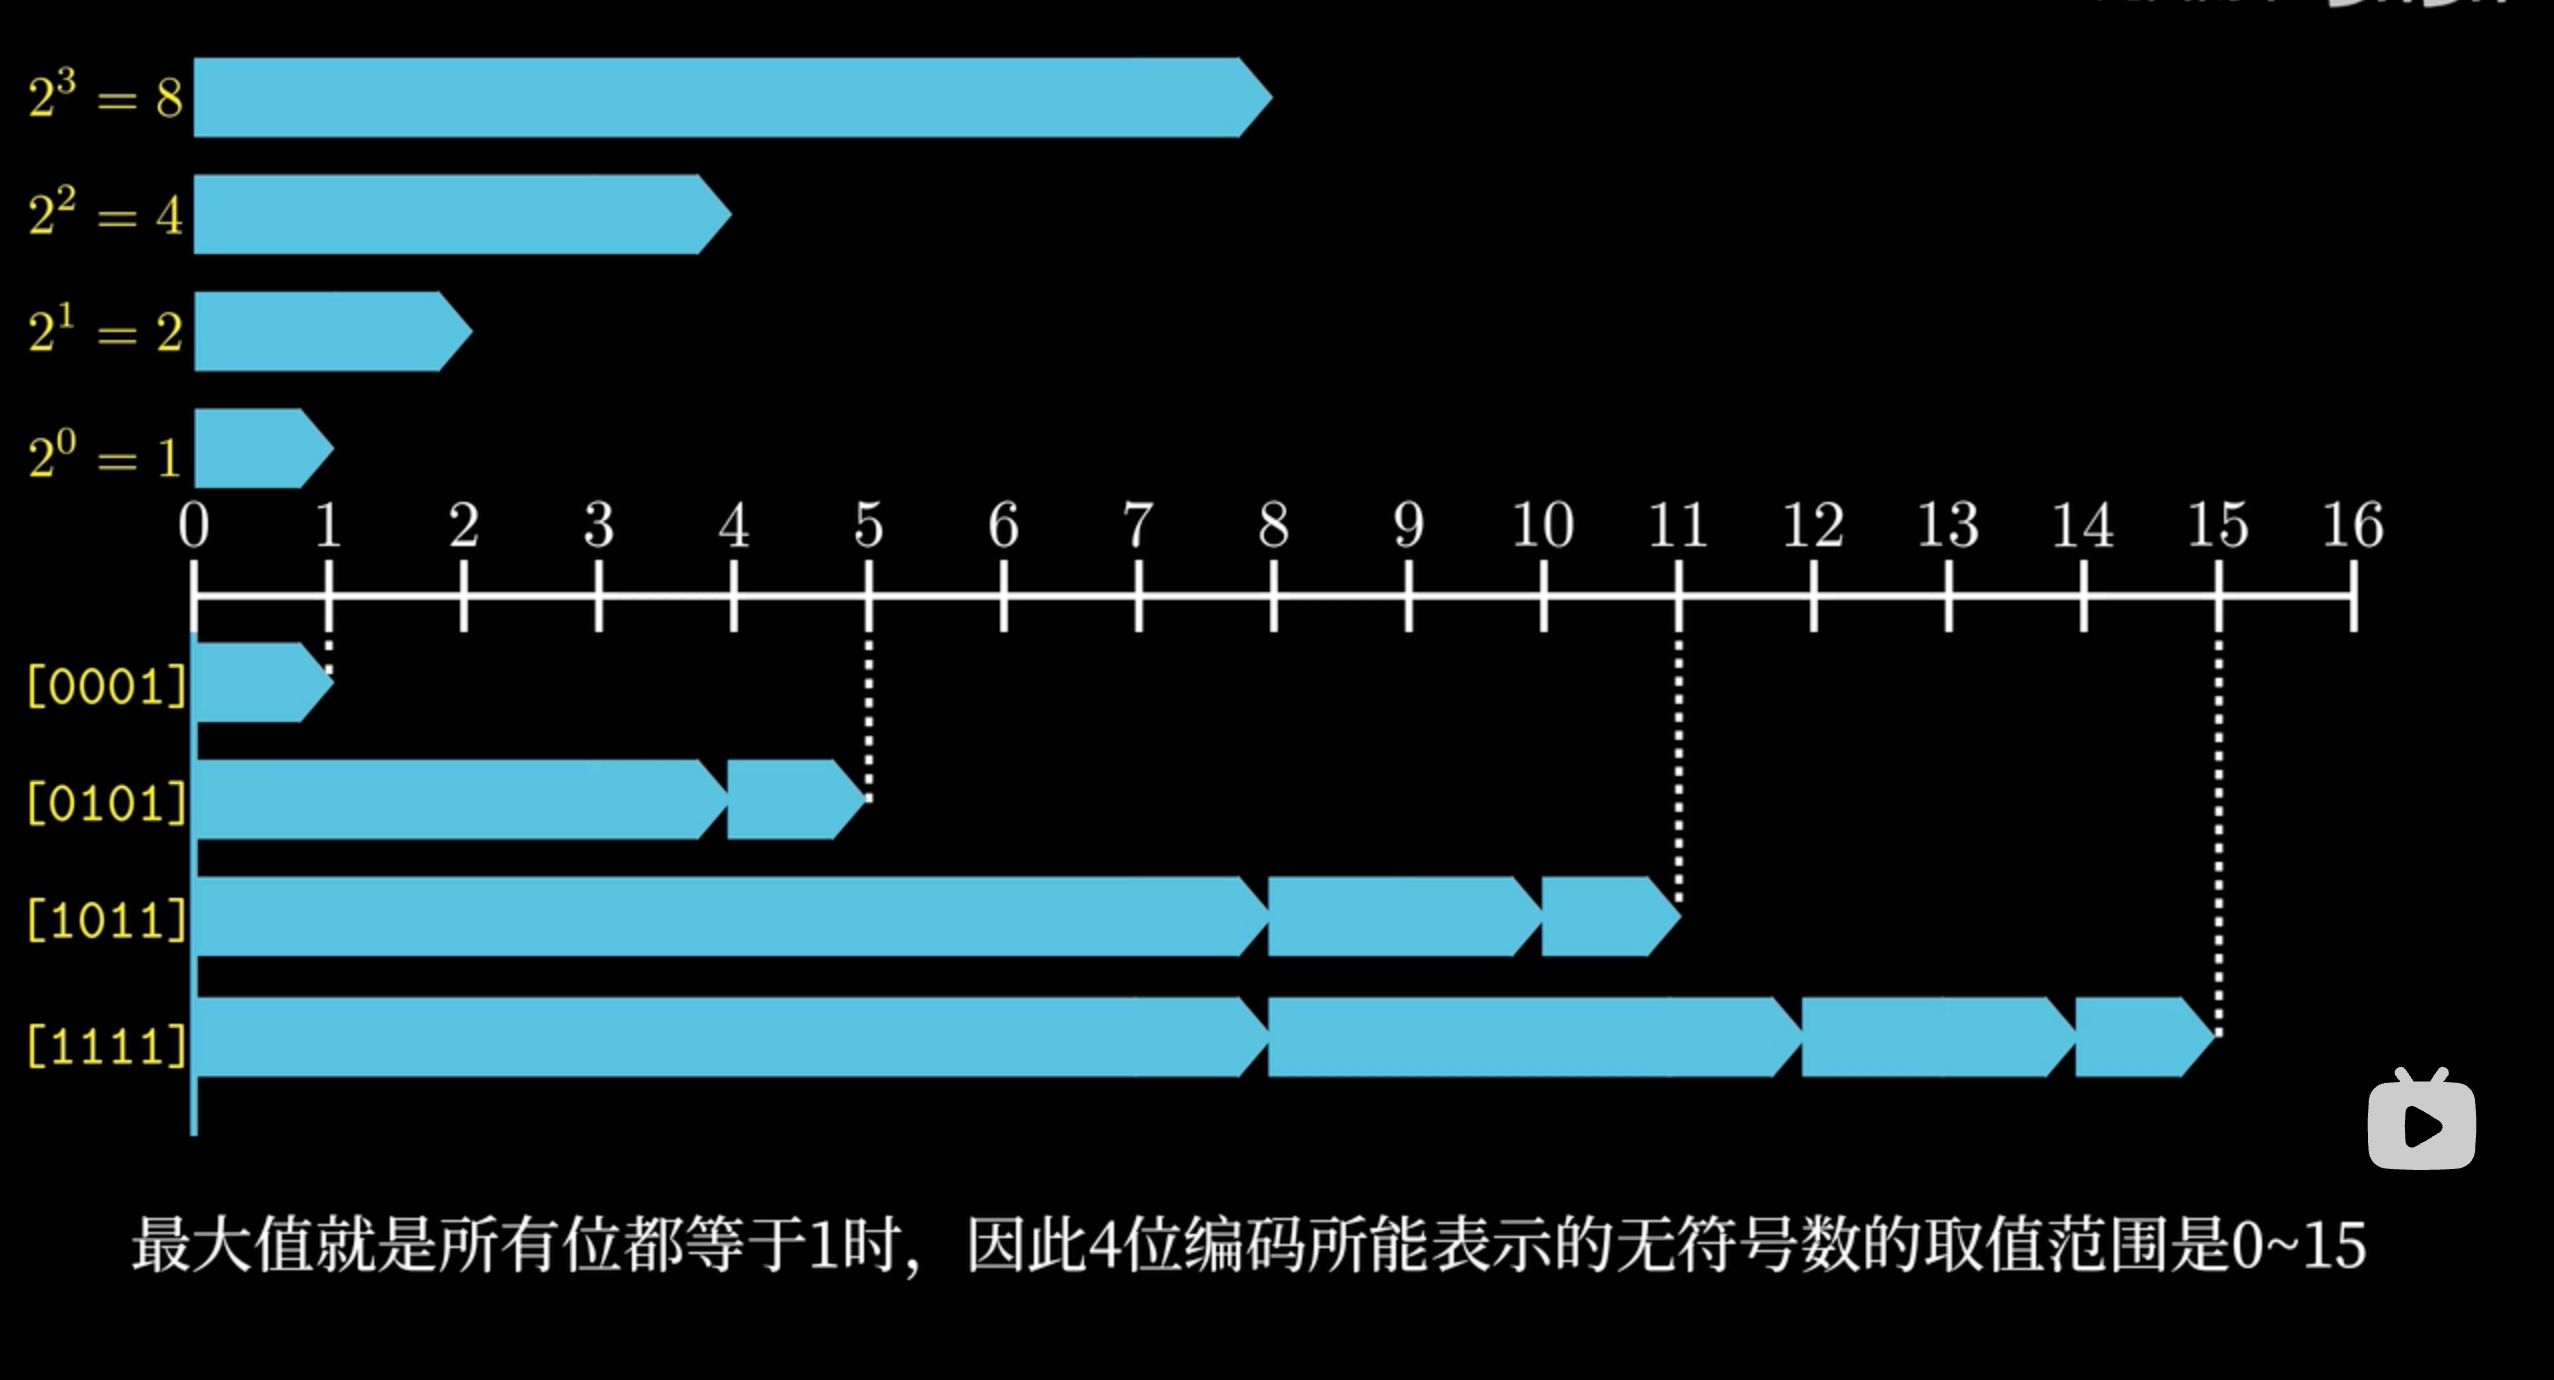 2³ = 8
2² = 4
2¹ = 2
2⁰ = 1
0 1 2 3 4 5 6 7 8 9 10 11 12 13 14 15 16
[0001]
[0101]
[1011]
[1111]
最大值就是所有位都等于1时，因此4位编码所能表示的无符号数的取值范围是0~15